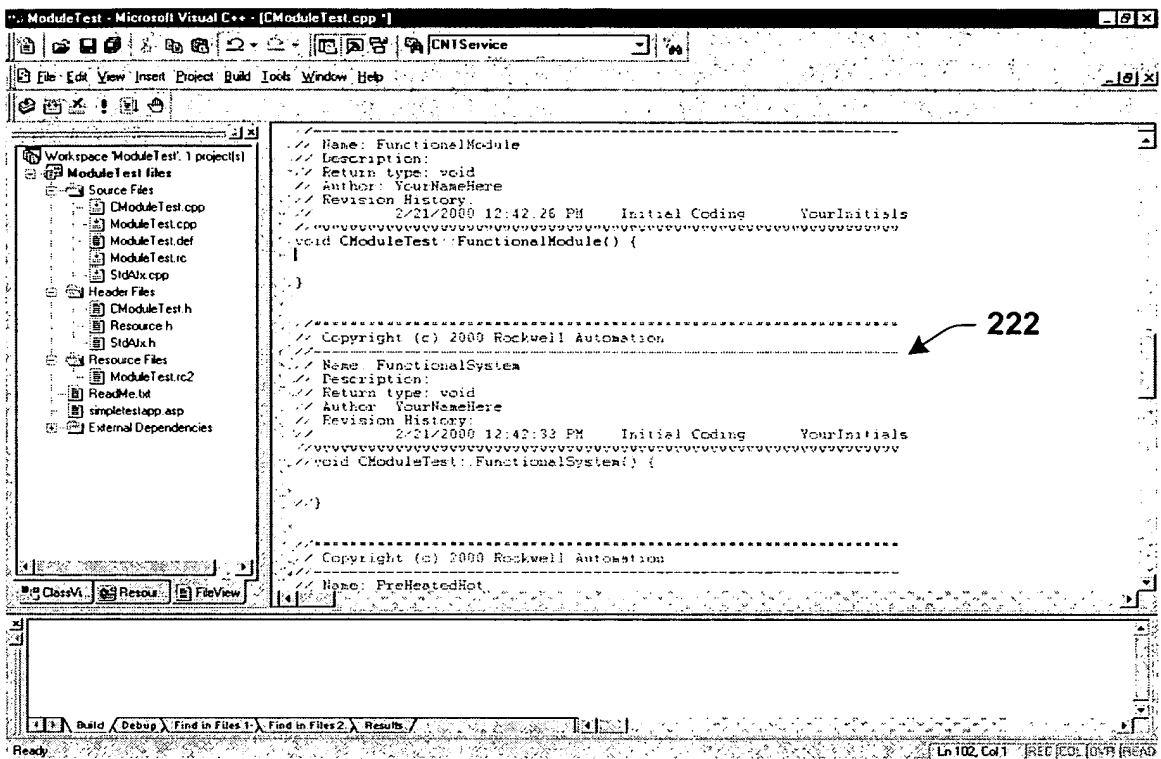 ModuleTest - Microsoft Visual C++ - [CModuleTest.cpp *]
CNTService
File Edit View Insert Project Build Tools Window Help
Workspace 'ModuleTest': 1 project(s)
ModuleTest files
Source Files
CModuleTest.cpp
ModuleTest.cpp
ModuleTest.def
ModuleTest.rc
StdAfx.cpp
Header Files
CModuleTest.h
Resource.h
StdAfx.h
Resource Files
ModuleTest.rc2
ReadMe.txt
simpletestapp.asp
External Dependencies
ClassVi... Resour... FileView
// Name: FunctionalModule
// Description:
// Return type: void
// Author: YourNameHere
// Revision History:
// 2/21/2000 12:42:26 PM Initial Coding YourInitials
void CModuleTest::FunctionalModule() {
}
// Copyright (c) 2000 Rockwell Automation
222
// Name: FunctionalSystem
// Description:
// Return type: void
// Author: YourNameHere
// Revision History:
// 2/21/2000 12:42:33 PM Initial Coding YourInitials
//void CModuleTest::FunctionalSystem() {
//}
// Copyright (c) 2000 Rockwell Automation
// Name: PreHeatedHot
Build Debug Find in Files 1 Find in Files 2 Results
Ready
Ln 102, Col 1 REC COL OVR READ